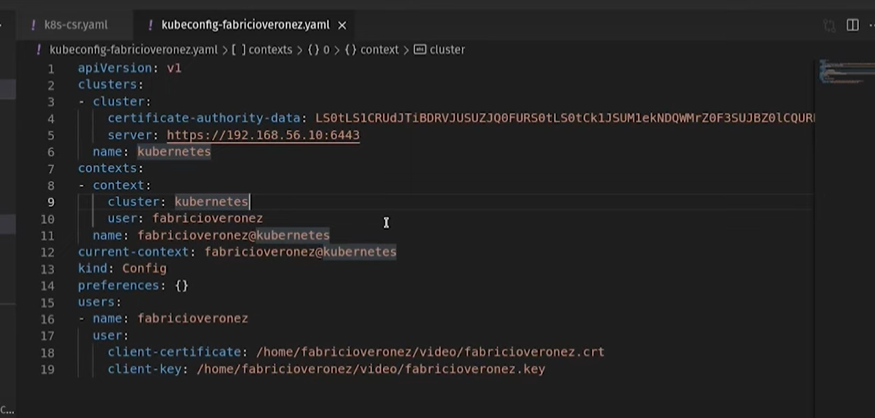 k8s-csr.yaml
kubeconfig-fabricioveronez.yaml
kubeconfig-fabricioveronez.yaml > [ ] contexts > {} 0 > {} context > cluster
1 apiVersion: v1
2 clusters:
3 - cluster:
4 certificate-authority-data:
5 server: https://192.168.56.10:6443
6 name: kubernetes
7 contexts:
8 - context:
9 cluster: kubernetes
10 user: fabricioveronez
11 name: fabricioveronez@kubernetes
12 current-context: fabricioveronez@kubernetes
13 kind: Config
14 preferences: {}
15 users:
16 - name: fabricioveronez
17 user:
18 client-certificate: /home/fabricioveronez/video/fabricioveronez.crt
19 client-key: /home/fabricioveronez/video/fabricioveronez.key
C...